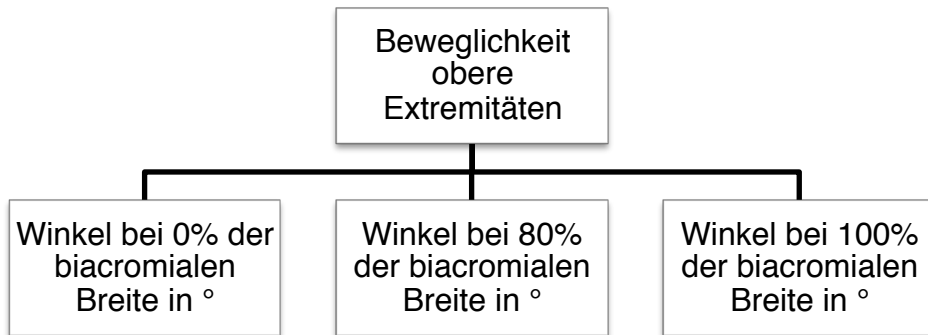 Beweglichkeit
obere
Extremitäten
Winkel bei 0% der
biacromialen
Breite in °
Winkel bei 80%
der biacromialen
Breite in °
Winkel bei 100%
der biacromialen
Breite in °